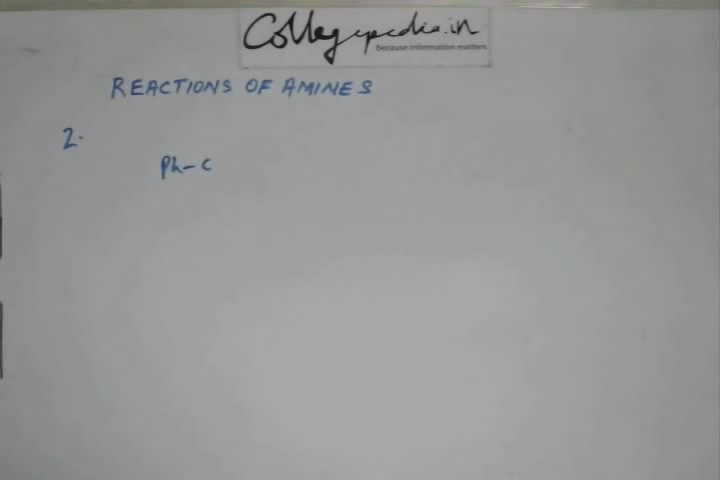 Collegepedia.in
because information matters
REACTIONS OF AMINES
2.
Ph-C